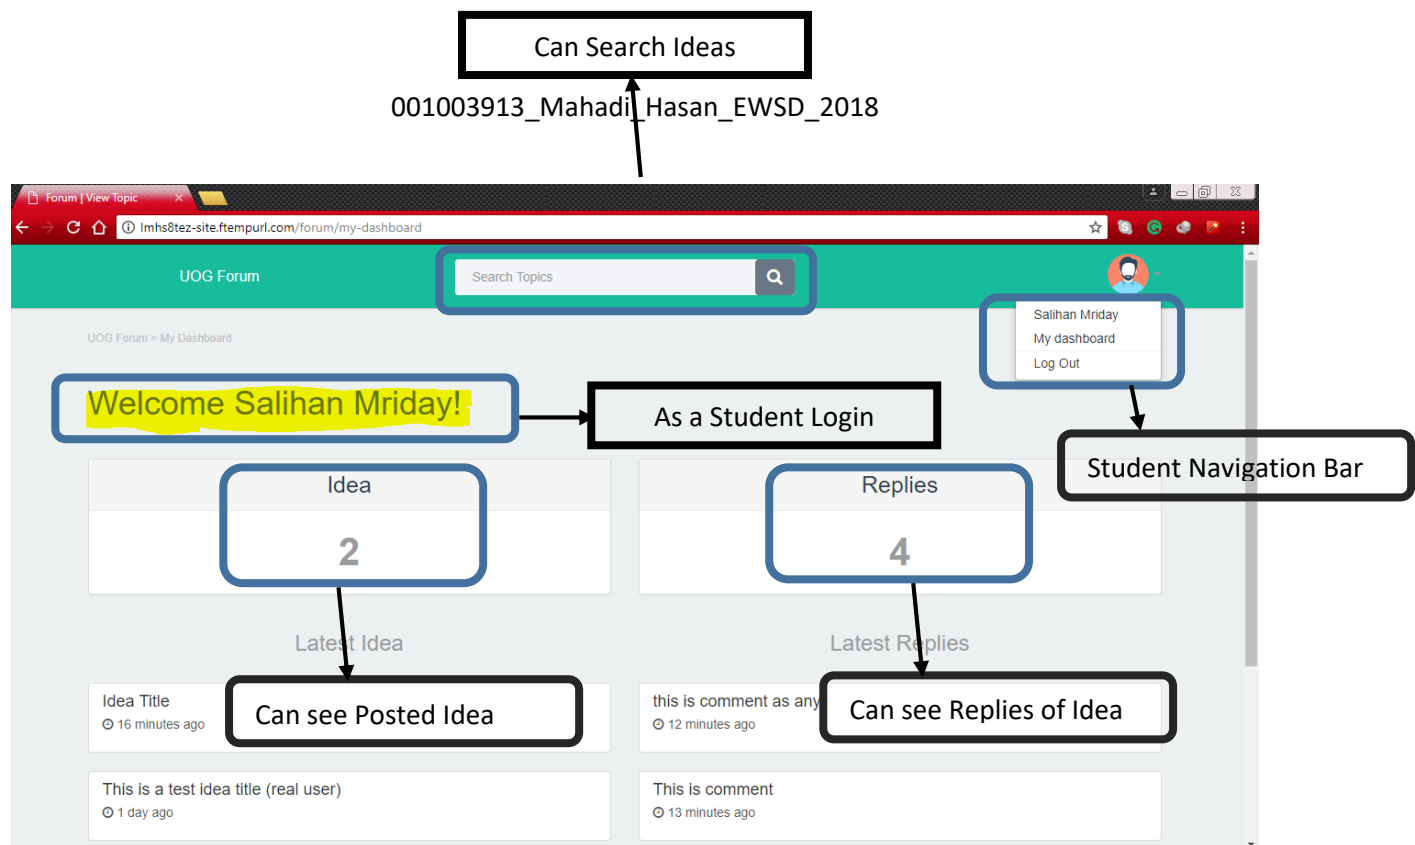 Can Search Ideas
001003913_Mahadi_Hasan_EWSD_2018
Forum | View Topic
lmhs8tez-site.ftempurl.com/forum/my-dashboard
UOG Forum
Search Topics
Salihan Mriday
My dashboard
Log Out
UOG Forum > My Dashboard
Welcome Salihan Mriday!
As a Student Login
Student Navigation Bar
Idea
Replies
2
4
Latest Idea
Latest Replies
Idea Title
16 minutes ago
Can see Posted Idea
this is comment as any
12 minutes ago
Can see Replies of Idea
This is a test idea title (real user)
1 day ago
This is comment
13 minutes ago